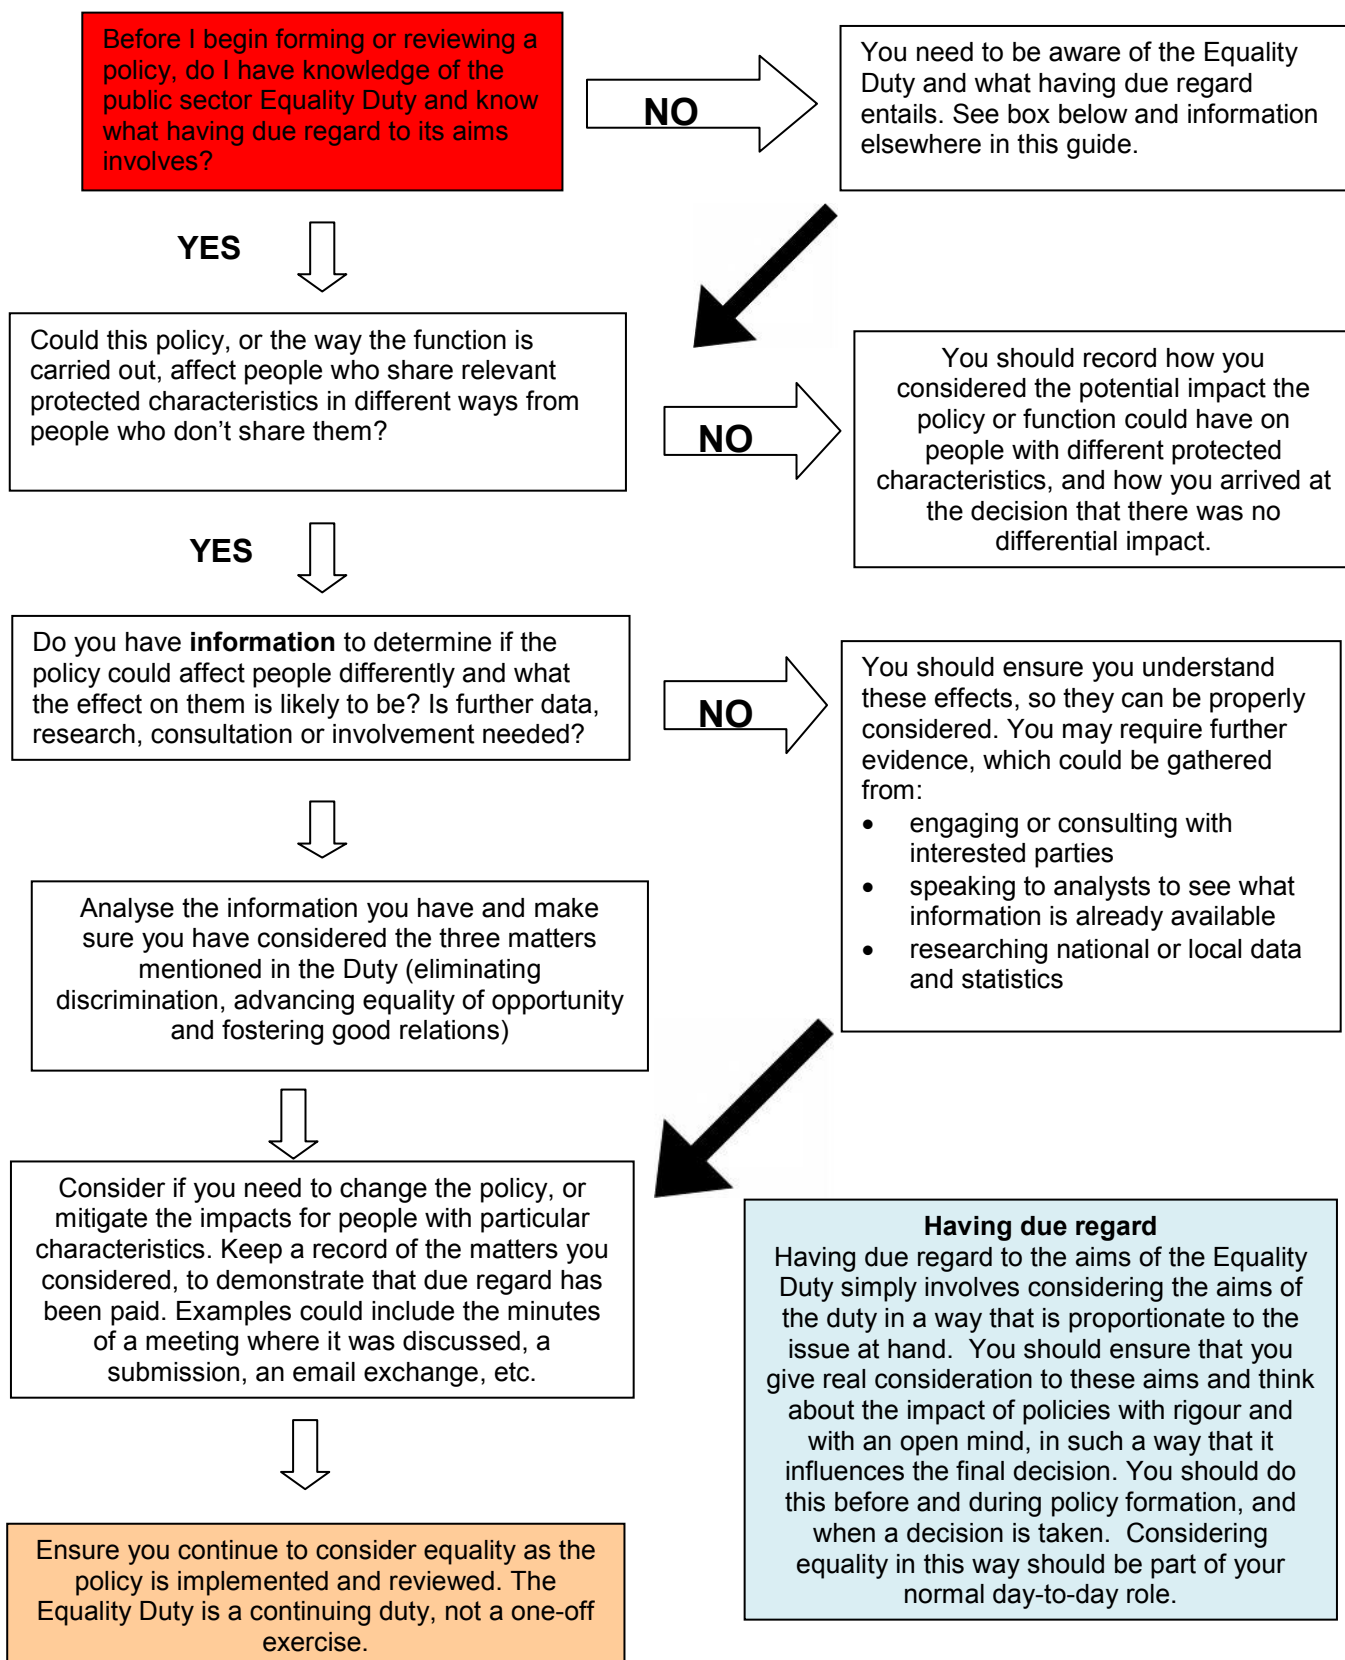 Before I begin forming or reviewing a
policy, do I have knowledge of the
public sector Equality Duty and know
what having due regard to its aims
involves?
NO
You need to be aware of the Equality
Duty and what having due regard
entails. See box below and information
elsewhere in this guide.
YES
Could this policy, or the way the function is
carried out, affect people who share relevant
protected characteristics in different ways from
people who don’t share them?
NO
You should record how you
considered the potential impact the
policy or function could have on
people with different protected
characteristics, and how you arrived at
the decision that there was no
differential impact.
YES
Do you have information to determine if the
policy could affect people differently and what
the effect on them is likely to be? Is further data,
research, consultation or involvement needed?
NO
You should ensure you understand
these effects, so they can be properly
considered. You may require further
evidence, which could be gathered
from:
• engaging or consulting with
interested parties
• speaking to analysts to see what
information is already available
• researching national or local data
and statistics
Analyse the information you have and make
sure you have considered the three matters
mentioned in the Duty (eliminating
discrimination, advancing equality of opportunity
and fostering good relations)
Consider if you need to change the policy, or
mitigate the impacts for people with particular
characteristics. Keep a record of the matters you
considered, to demonstrate that due regard has
been paid. Examples could include the minutes
of a meeting where it was discussed, a
submission, an email exchange, etc.
Having due regard
Having due regard to the aims of the Equality
Duty simply involves considering the aims of
the duty in a way that is proportionate to the
issue at hand.  You should ensure that you
give real consideration to these aims and think
about the impact of policies with rigour and
with an open mind, in such a way that it
influences the final decision. You should do
this before and during policy formation, and
when a decision is taken.  Considering
equality in this way should be part of your
normal day-to-day role.
Ensure you continue to consider equality as the
policy is implemented and reviewed. The
Equality Duty is a continuing duty, not a one-off
exercise.